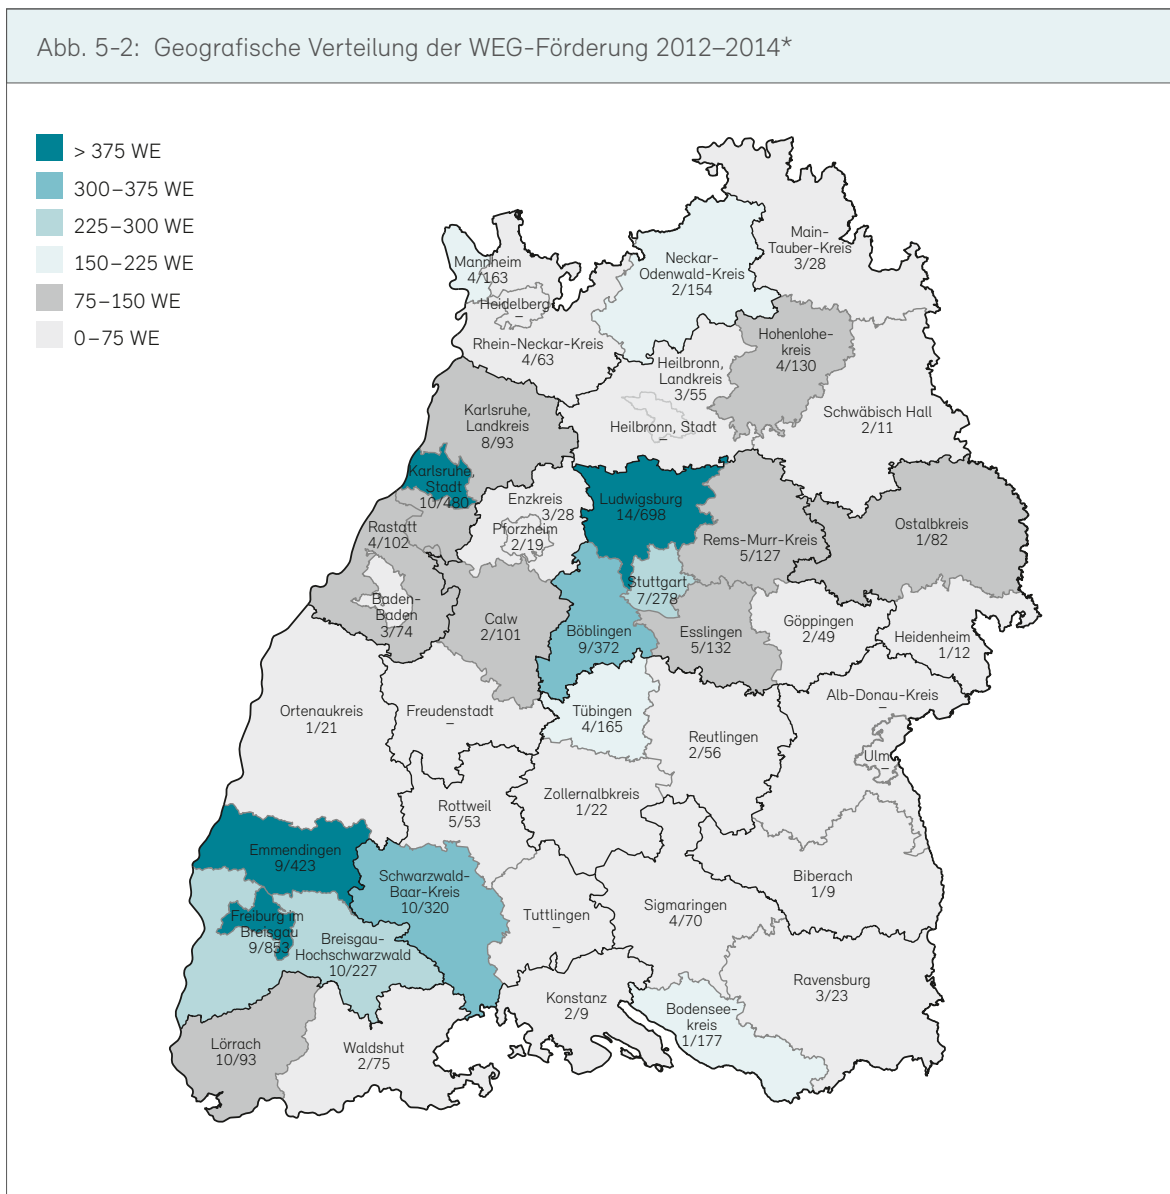 Abb. 5-2: Geografische Verteilung der WEG-Förderung 2012–2014*
> 375 WE
300–375 WE
225–300 WE
150–225 WE
75–150 WE
0–75 WE
Main-
Tauber-Kreis
3/28
Neckar-
Odenwald-Kreis
2/154
Mannheim
4/163
Heidelberg
–
Rhein-Neckar-Kreis
4/63
Hohenlohe-
kreis
4/130
Heilbronn,
Landkreis
3/55
Heilbronn, Stadt
–
Schwäbisch Hall
2/11
Karlsruhe,
Landkreis
8/93
Karlsruhe,
Stadt
10/480
Enzkreis
3/28
Pforzheim
2/19
Ludwigsburg
14/698
Rems-Murr-Kreis
5/127
Ostalbkreis
1/82
Rastatt
4/102
Baden-
Baden
3/74
Calw
2/101
Böblingen
9/372
Stuttgart
7/278
Esslingen
5/132
Göppingen
2/49
Heidenheim
1/12
Alb-Donau-Kreis
–
Ulm
–
Ortenaukreis
1/21
Freudenstadt
–
Tübingen
4/165
Reutlingen
2/56
Rottweil
5/53
Zollernalbkreis
1/22
Emmendingen
9/423
Schwarzwald-
Baar-Kreis
10/320
Tuttlingen
–
Sigmaringen
4/70
Biberach
1/9
Freiburg im
Breisgau
9/853
Breisgau-
Hochschwarzwald
10/227
Konstanz
2/9
Bodensee-
kreis
1/177
Ravensburg
3/23
Lörrach
10/93
Waldshut
2/75